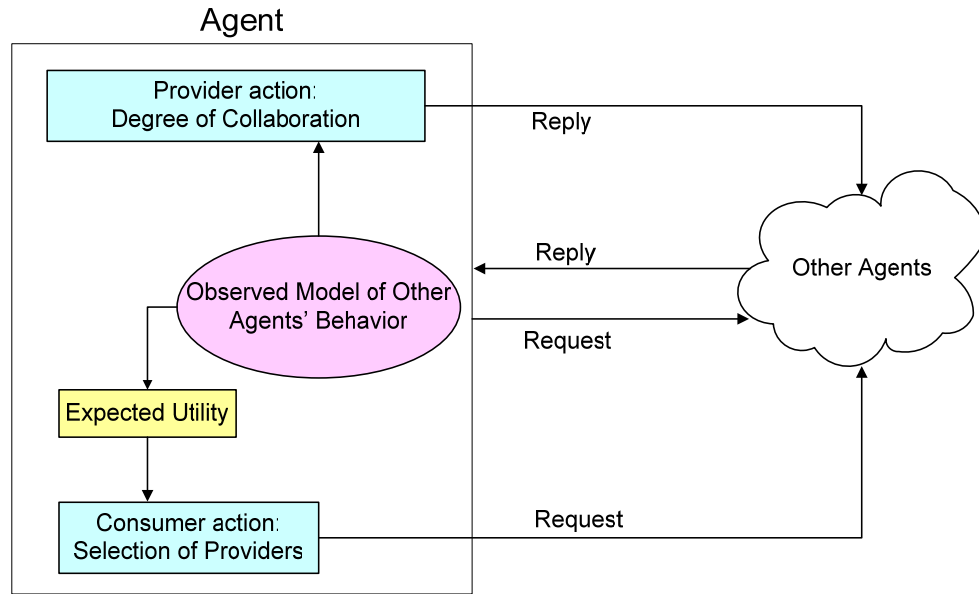 Agent
Provider action:
Degree of Collaboration
Reply
Reply
Other Agents
Observed Model of Other
Agents' Behavior
Request
Expected Utility
Request
Consumer action:
Selection of Providers